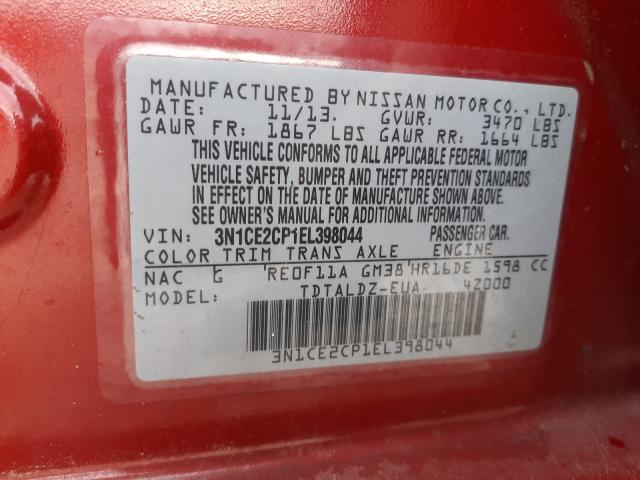 MANUFACTURED BY NISSAN MOTOR CO., LTD.
DATE: 11/13. GVWR: 3470 LBS
GAWR FR: 1867 LBS GAWR RR: 1664 LBS
THIS VEHICLE CONFORMS TO ALL APPLICABLE FEDERAL MOTOR
VEHICLE SAFETY, BUMPER AND THEFT PREVENTION STANDARDS
IN EFFECT ON THE DATE OF MANUFACTURE SHOWN ABOVE.
SEE OWNER'S MANUAL FOR ADDITIONAL INFORMATION.
VIN: 3N1CE2CP1EL398044 PASSENGER CAR.
COLOR TRIM TRANS AXLE ENGINE
NAC G RE0F11A GM38 HR16DE 1598 CC
MODEL: TDTALDZ-EUA 42000
3N1CE2CP1EL398044